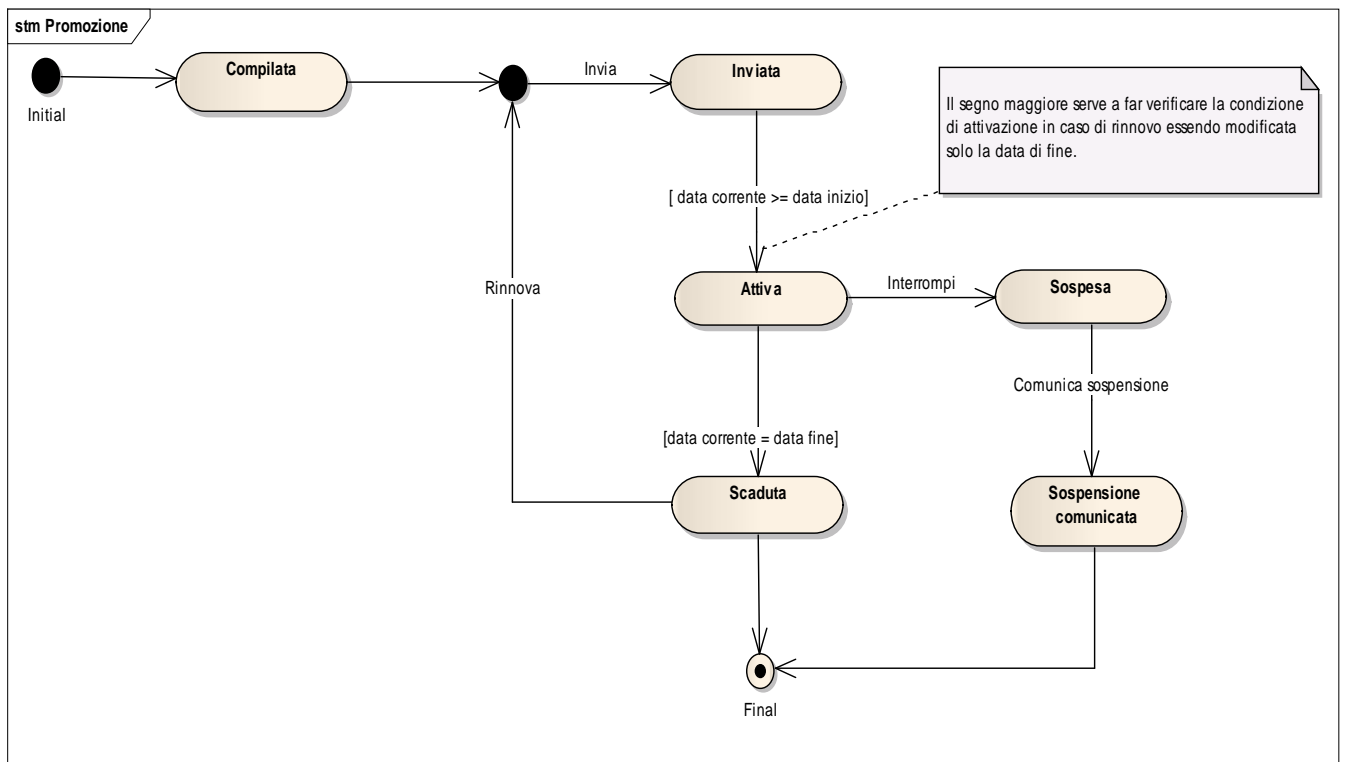 stm Promozione
Initial
Compilata
Invia
Inviata
Il segno maggiore serve a far verificare la condizione
di attivazione in caso di rinnovo essendo modificata
solo la data di fine.
[ data corrente >= data inizio]
Rinnova
Attiva
Interrompi
Sospesa
Comunica sospensione
[data corrente = data fine]
Scaduta
Sospensione
comunicata
Final